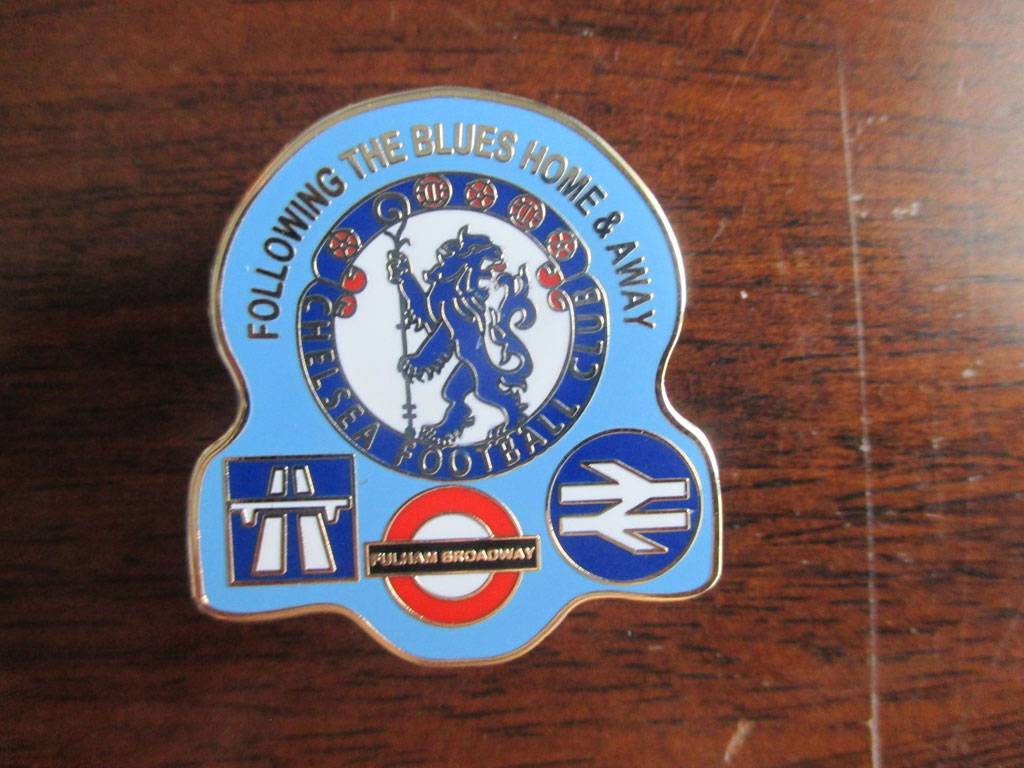 FOLLOWING THE BLUES HOME & AWAY
CHELSEA FOOTBALL CLUB
FULHAM BROADWAY